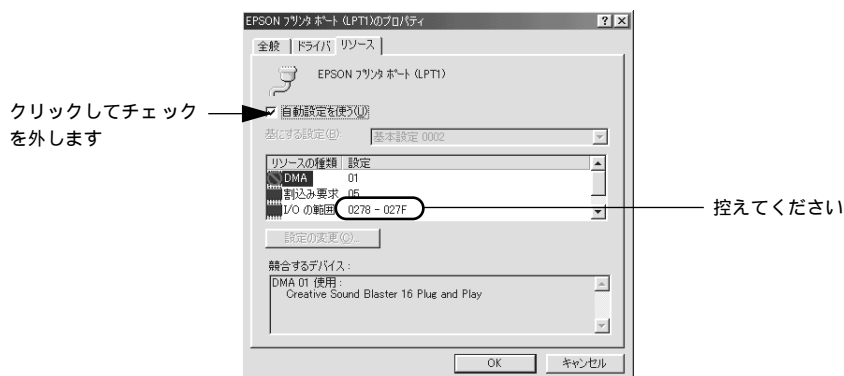 EPSON プリンタ ポート (LPT1)のプロパティ
全般
ドライバ
リソース
EPSON プリンタ ポート (LPT1)
クリックしてチェック
を外します
自動設定を使う(U)
基にする設定(B):
基本設定 0002
リソースの種類
設定
DMA
01
割込み要求
05
I/O の範囲
0278 - 027F
控えてください
設定の変更(C)...
競合するデバイス :
DMA 01 使用 :
Creative Sound Blaster 16 Plug and Play
OK
キャンセル